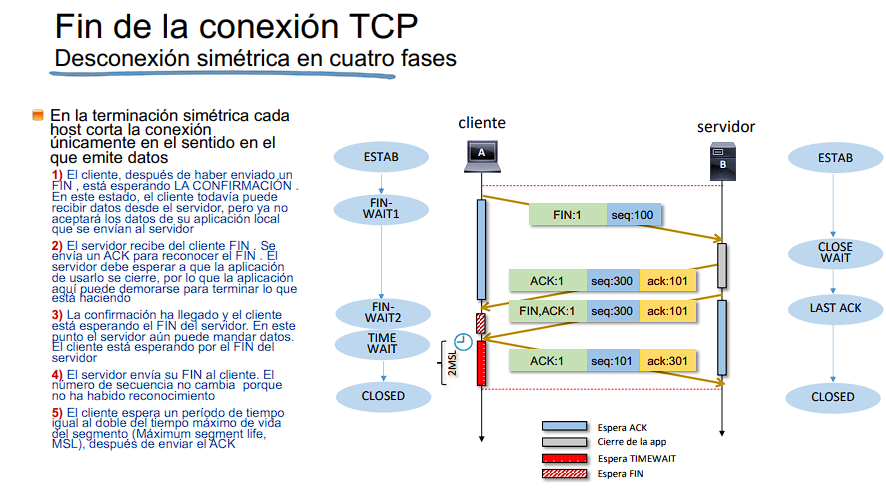 Fin de la conexión TCP
Desconexión simétrica en cuatro fases
En la terminación simétrica cada
host corta la conexión
únicamente en el sentido en el
que emite datos
1) El cliente, después de haber enviado un
FIN , está esperando LA CONFIRMACIÓN .
En este estado, el cliente todavía puede
recibir datos desde el servidor, pero ya no
aceptará los datos de su aplicación local
que se envían al servidor
2) El servidor recibe del cliente FIN . Se
envía un ACK para reconocer el FIN . El
servidor debe esperar a que la aplicación
de usarlo se cierre, por lo que la aplicación
aquí puede demorarse para terminar lo que
está haciendo
3) La confirmación ha llegado y el cliente
está esperando el FIN del servidor. En este
punto el servidor aún puede mandar datos.
El cliente está esperando por el FIN del
servidor
4) El servidor envía su FIN al cliente. El
número de secuencia no cambia porque
no ha habido reconocimiento
5) El cliente espera un período de tiempo
igual al doble del tiempo máximo de vida
del segmento (Máximum segment life,
MSL), después de enviar el ACK
ESTAB
FIN-
WAIT1
FIN-
WAIT2
TIME
WAIT
CLOSED
2MSL
cliente
A
servidor
B
FIN:1 seq:100
ACK:1 seq:300 ack:101
FIN,ACK:1 seq:300 ack:101
ACK:1 seq:101 ack:301
Espera ACK
Cierre de la app
Espera TIMEWAIT
Espera FIN
ESTAB
CLOSE
WAIT
LAST ACK
CLOSED